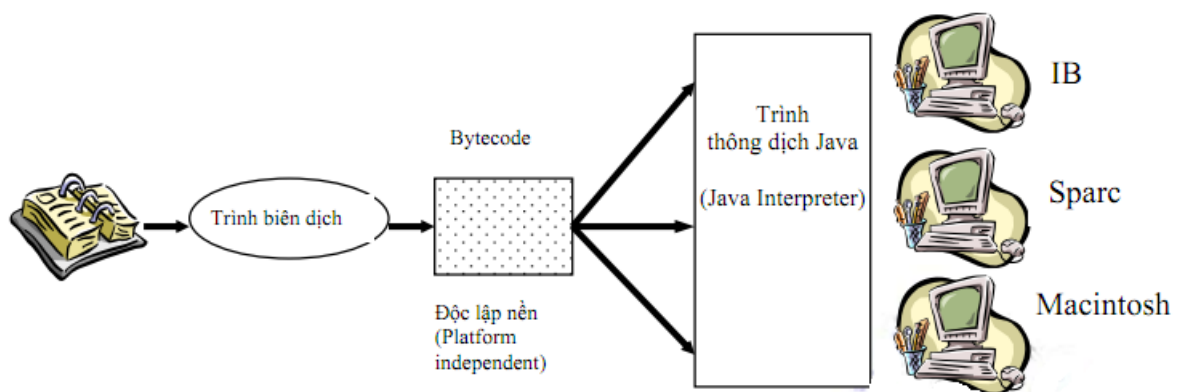 Trình biên dịch
Bytecode
Độc lập nền
(Platform
independent)
Trình
thông dịch Java
(Java Interpreter)
IB
Sparc
Macintosh